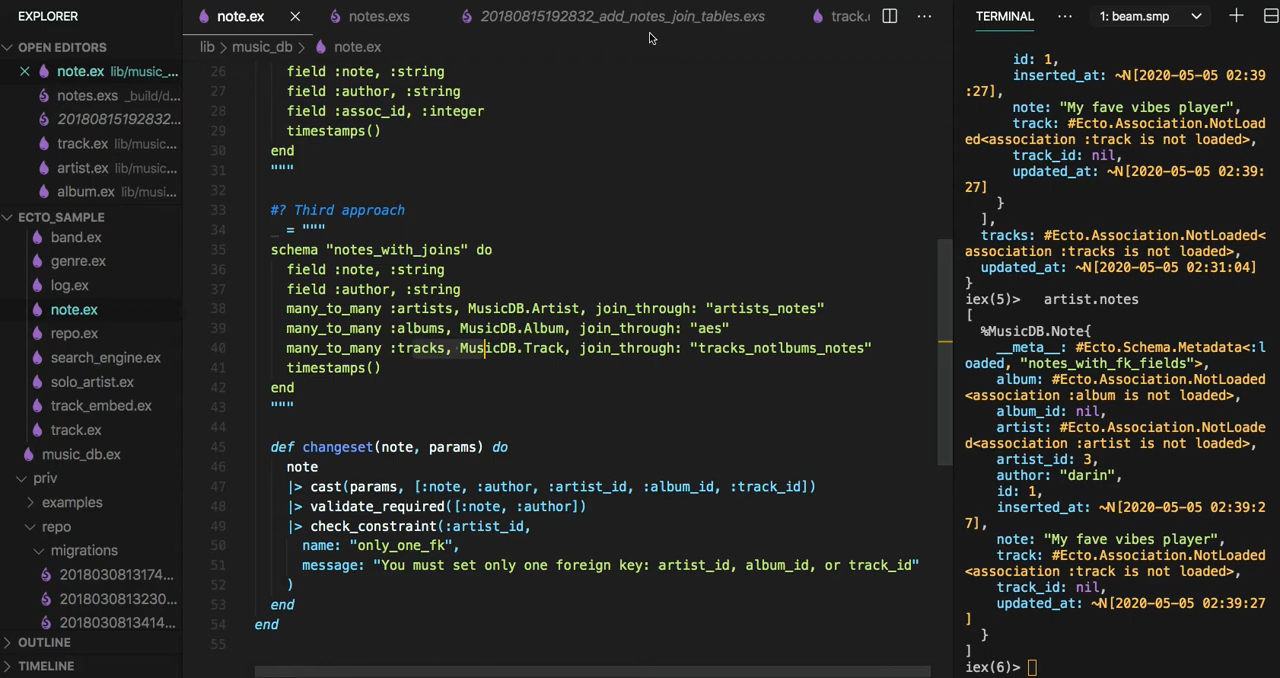 EXPLORER
OPEN EDITORS
note.ex lib/music_...
notes.exs _build/d...
20180815192832...
track.ex lib/music...
artist.ex lib/music...
album.ex lib/musi...
ECTO_SAMPLE
band.ex
genre.ex
log.ex
note.ex
repo.ex
search_engine.ex
solo_artist.ex
track_embed.ex
track.ex
music_db.ex
priv
examples
repo
migrations
2018030813174...
2018030813230...
2018030813414...
OUTLINE
TIMELINE
note.ex
notes.exs
20180815192832_add_notes_join_tables.exs
track.
lib > music_db > note.ex
26 field :note, :string
27 field :author, :string
28 field :assoc_id, :integer
29 timestamps()
30 end
31 """
32
33 #? Third approach
34 _ = """
35 schema "notes_with_joins" do
36 field :note, :string
37 field :author, :string
38 many_to_many :artists, MusicDB.Artist, join_through: "artists_notes"
39 many_to_many :albums, MusicDB.Album, join_through: "aes"
40 many_to_many :tracks, MusicDB.Track, join_through: "tracks_notlbums_notes"
41 timestamps()
42 end
43 """
44
45 def changeset(note, params) do
46 note
47 |> cast(params, [:note, :author, :artist_id, :album_id, :track_id])
48 |> validate_required([:note, :author])
49 |> check_constraint(:artist_id,
50 name: "only_one_fk",
51 message: "You must set only one foreign key: artist_id, album_id, or track_id"
52 )
53 end
54 end
55
TERMINAL
1: beam.smp
id: 1,
inserted_at: ~N[2020-05-05 02:39
:27],
note: "My fave vibes player",
track: #Ecto.Association.NotLoad
ed<association :track is not loaded>,
track_id: nil,
updated_at: ~N[2020-05-05 02:39:
27]
}
],
tracks: #Ecto.Association.NotLoaded<
association :tracks is not loaded>,
updated_at: ~N[2020-05-05 02:31:04]
}
iex(5)> artist.notes
[
%MusicDB.Note{
__meta__: #Ecto.Schema.Metadata<:l
oaded, "notes_with_fk_fields">,
album: #Ecto.Association.NotLoaded
<association :album is not loaded>,
album_id: nil,
artist: #Ecto.Association.NotLoade
d<association :artist is not loaded>,
artist_id: 3,
author: "darin",
id: 1,
inserted_at: ~N[2020-05-05 02:39:2
7],
note: "My fave vibes player",
track: #Ecto.Association.NotLoaded
<association :track is not loaded>,
track_id: nil,
updated_at: ~N[2020-05-05 02:39:27
]
}
]
iex(6)>